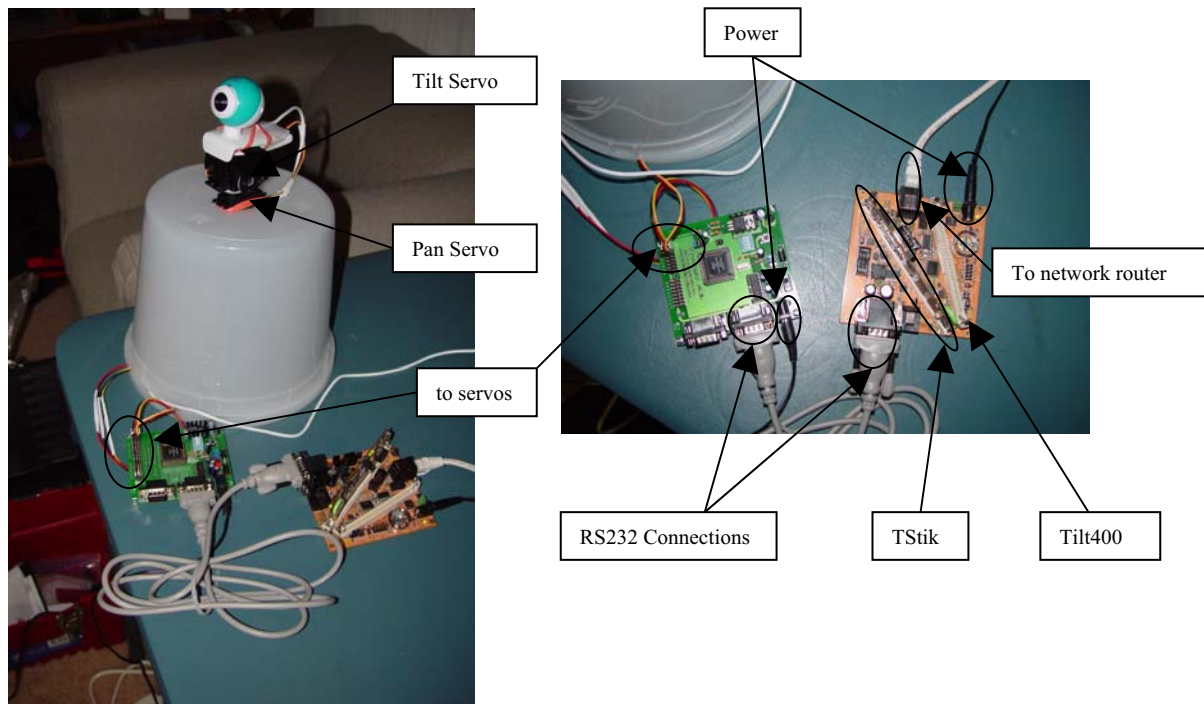 Power
Tilt Servo
Pan Servo
To network router
to servos
RS232 Connections
TStik
Tilt400